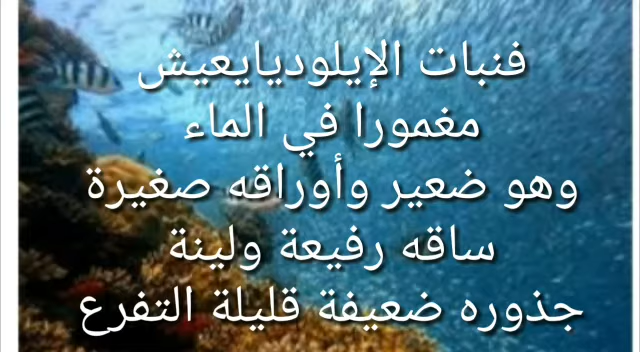 فنبات الإيلوديايعيش
مغمورا في الماء
وهو ضعير وأوراقه صغيرة
ساقه رفيعة ولينة
جذوره ضعيفة قليلة التفرع